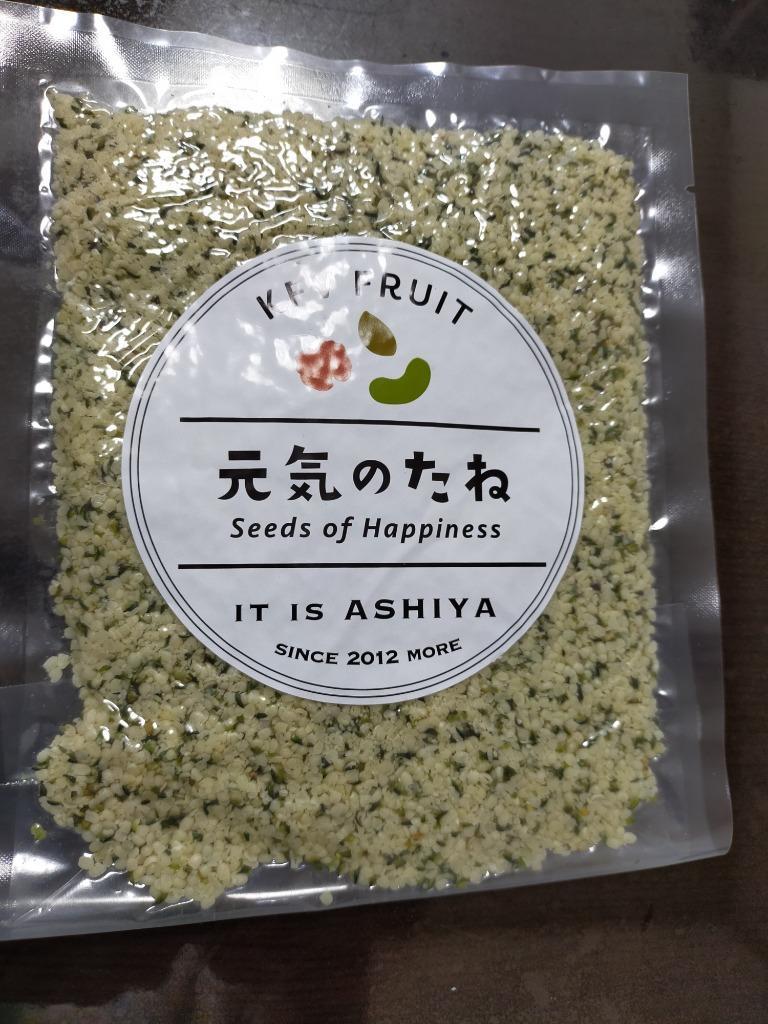 FRUIT
元気のたね
Seeds of Happiness
IT IS ASHIYA
SINCE 2012 MORE